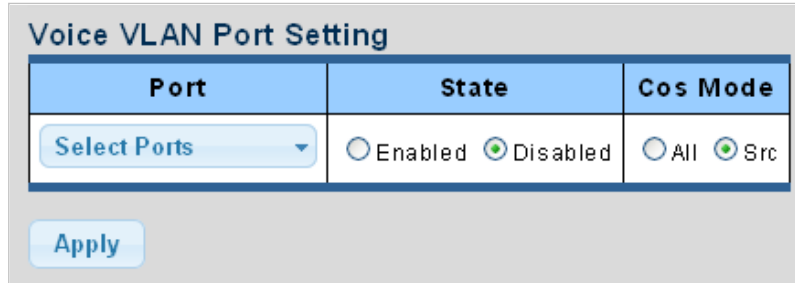 Voice VLAN Port Setting
Port State Cos Mode
Select Ports Enabled Disabled All Src
Apply